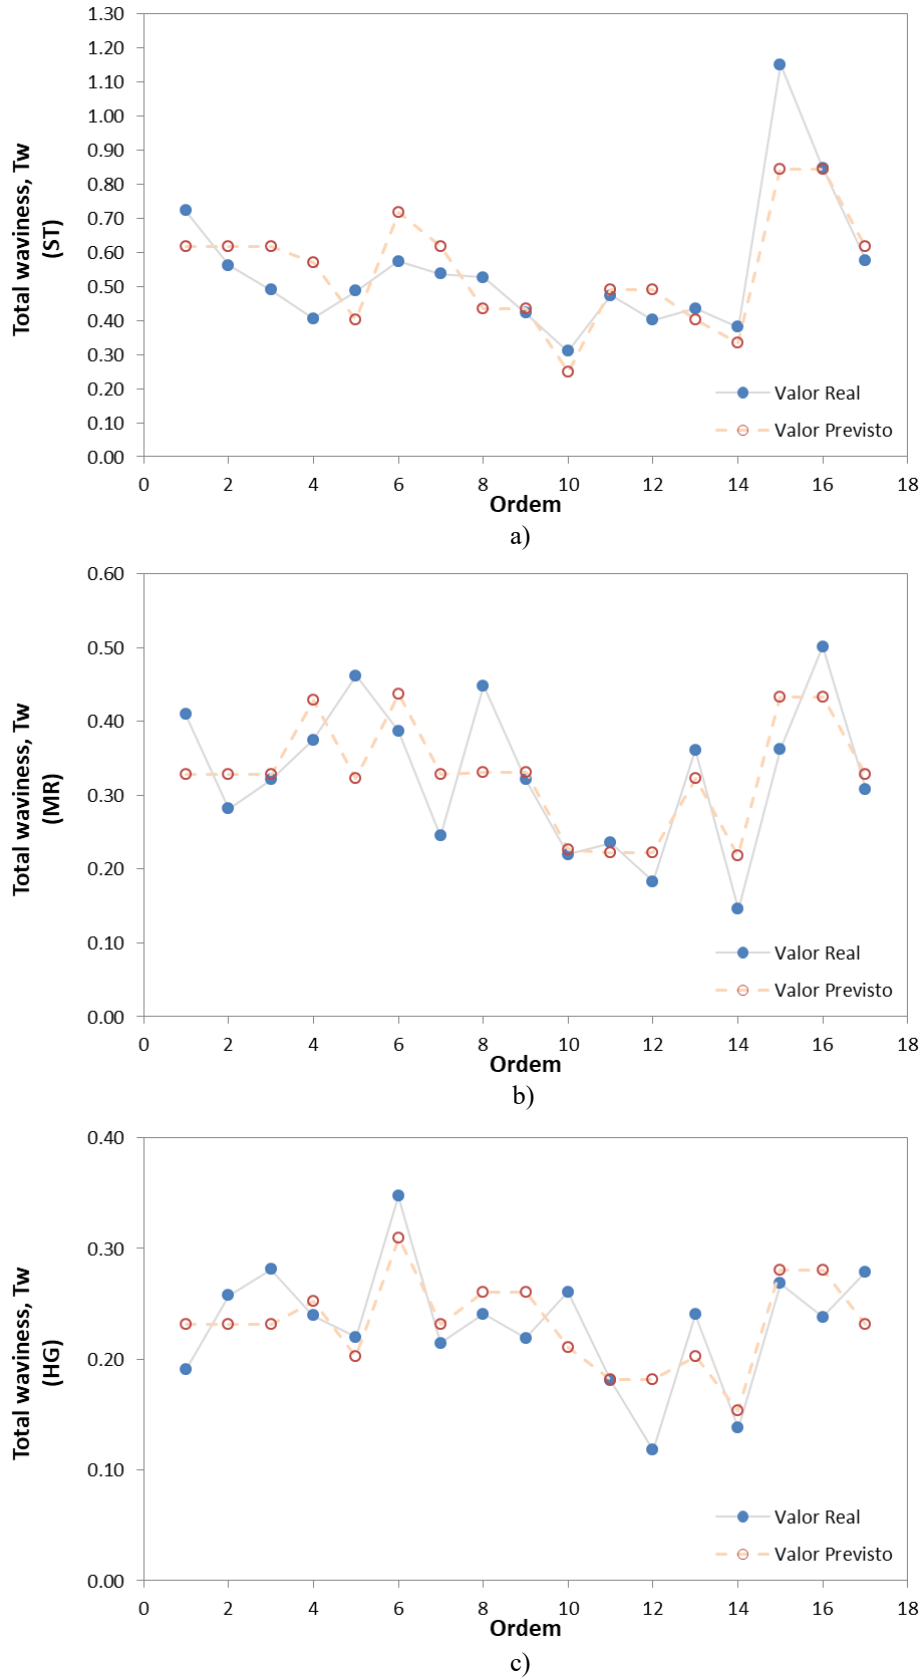 1.30
1.20
1.10
1.00
0.90
0.80
0.70
0.60
0.50
0.40
0.30
0.20
0.10
0.00
Total waviness, Tw
(ST)
Valor Real
Valor Previsto
0 2 4 6 8 10 12 14 16 18
Ordem
a)
0.60
0.50
0.40
0.30
0.20
0.10
0.00
Total waviness, Tw
(MR)
Valor Real
Valor Previsto
0 2 4 6 8 10 12 14 16 18
Ordem
b)
0.40
0.30
0.20
0.10
0.00
Total waviness, Tw
(HG)
Valor Real
Valor Previsto
0 2 4 6 8 10 12 14 16 18
Ordem
c)